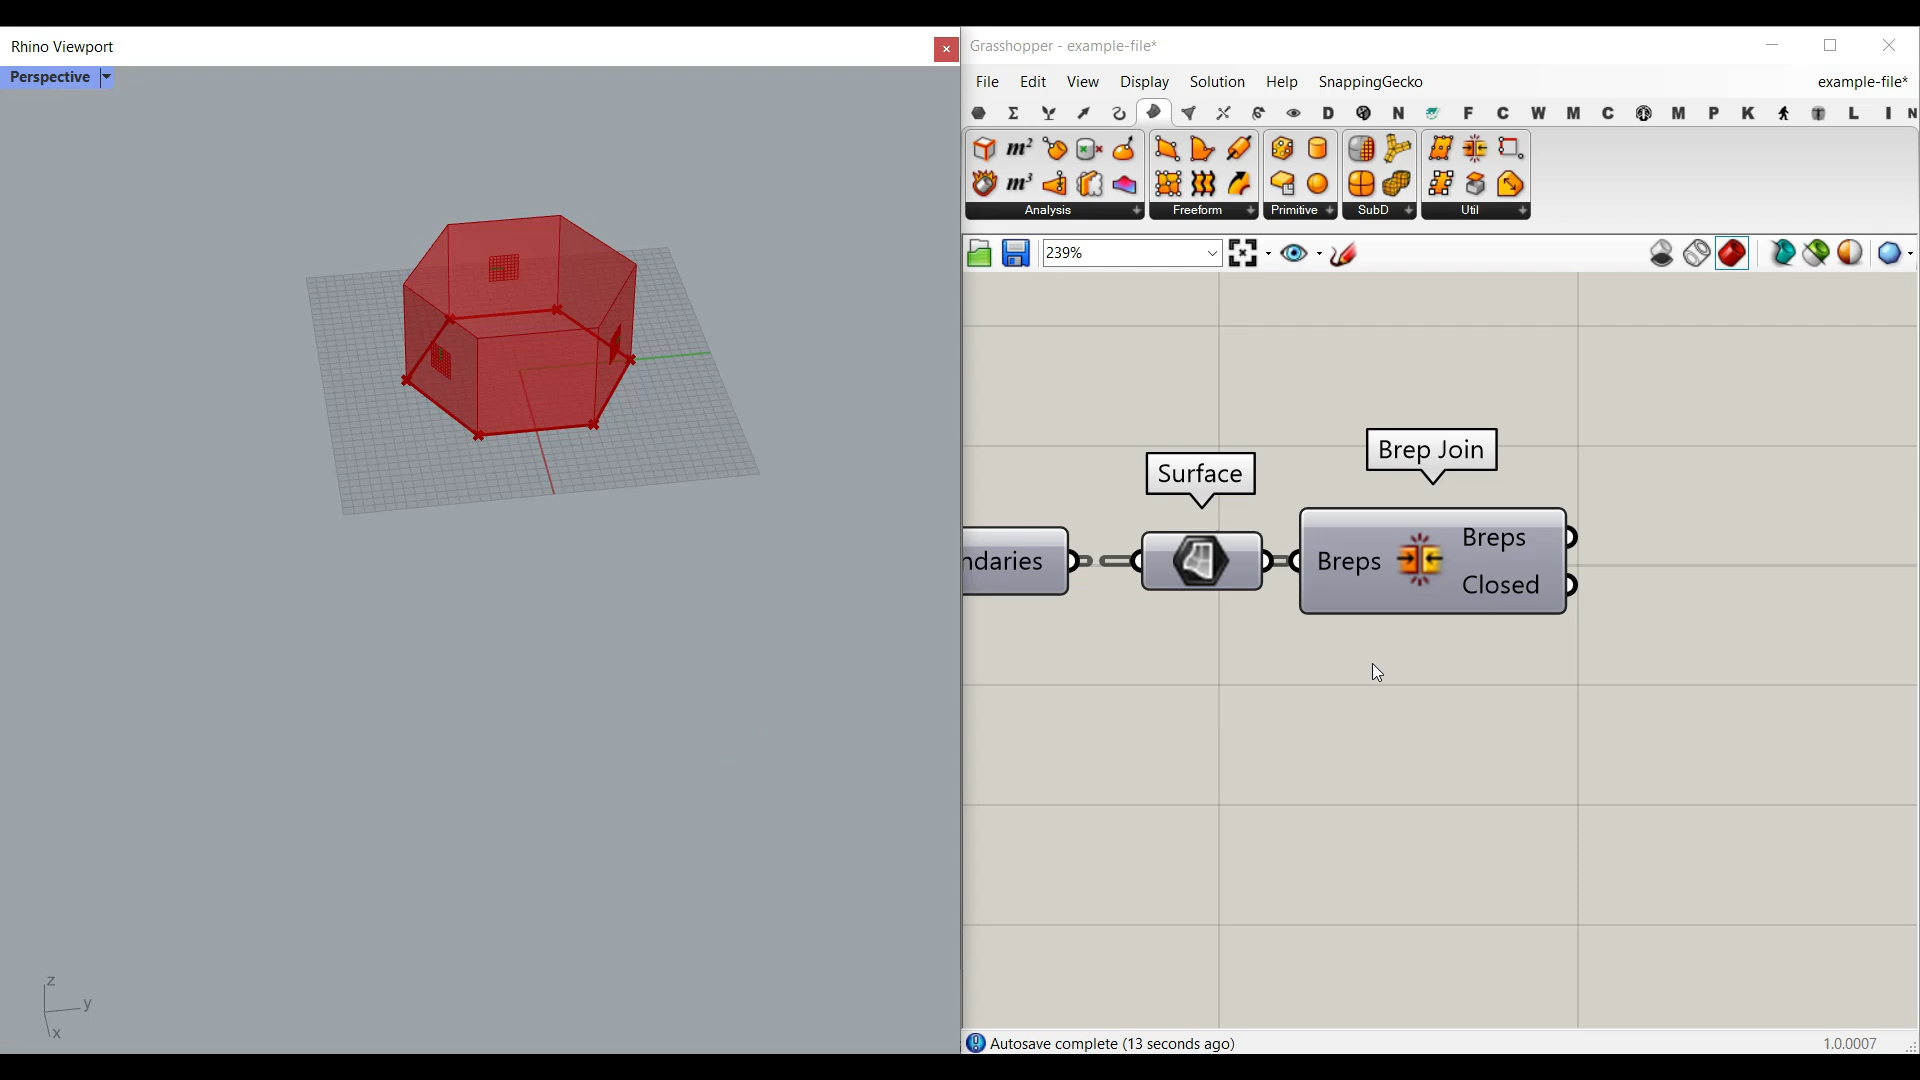 Rhino Viewport
Perspective
z
y
x
Grasshopper - example-file*
File Edit View Display Solution Help SnappingGecko example-file*
D N F C W M C M P K L I N
m²
m³
Analysis Freeform Primitive SubD Util
239%
Brep Join
Surface
ndaries
Breps
Breps
Closed
Autosave complete (13 seconds ago)
1.0.0007